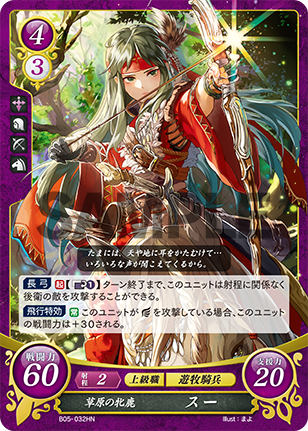 4
3
SAMPLE
たまには、天や地に耳をかたむけて…
いろいろな声が聞こえてくるから。
長弓 起 【1】ターン終了まで、このユニットは射程に関係なく
後衛の敵を攻撃することができる。
飛行特効 常 このユニットがを攻撃している場合、このユニット
の戦闘力は+30される。
戦闘力
60
射程 2 上級職 遊牧騎兵
支援力
20
草原の牝鹿 スー
B05-032HN
Illust:まよ